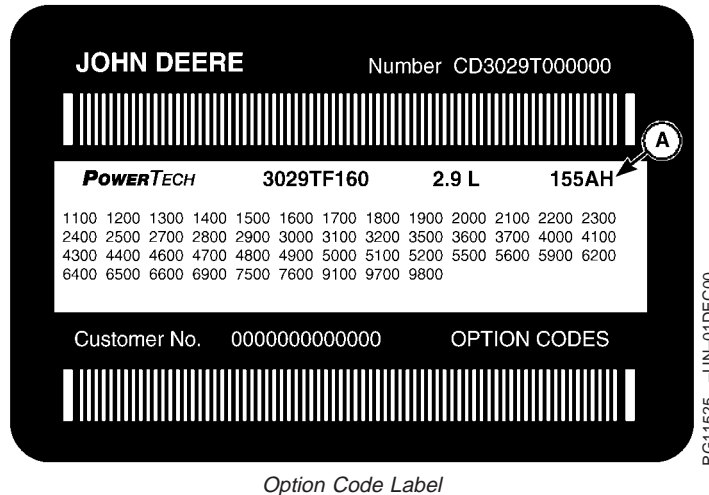 JOHN DEERE Number CD3029T000000
A
POWERTECH 3029TF160 2.9 L 155AH
1100 1200 1300 1400 1500 1600 1700 1800 1900 2000 2100 2200 2300
2400 2500 2700 2800 2900 3000 3100 3200 3500 3600 3700 4000 4100
4300 4400 4600 4700 4800 4900 5000 5100 5200 5500 5600 5900 6200
6400 6500 6600 6900 7500 7600 9100 9700 9800
Customer No. 0000000000000 OPTION CODES
Option Code Label
RG11525 –UN–01DEC00